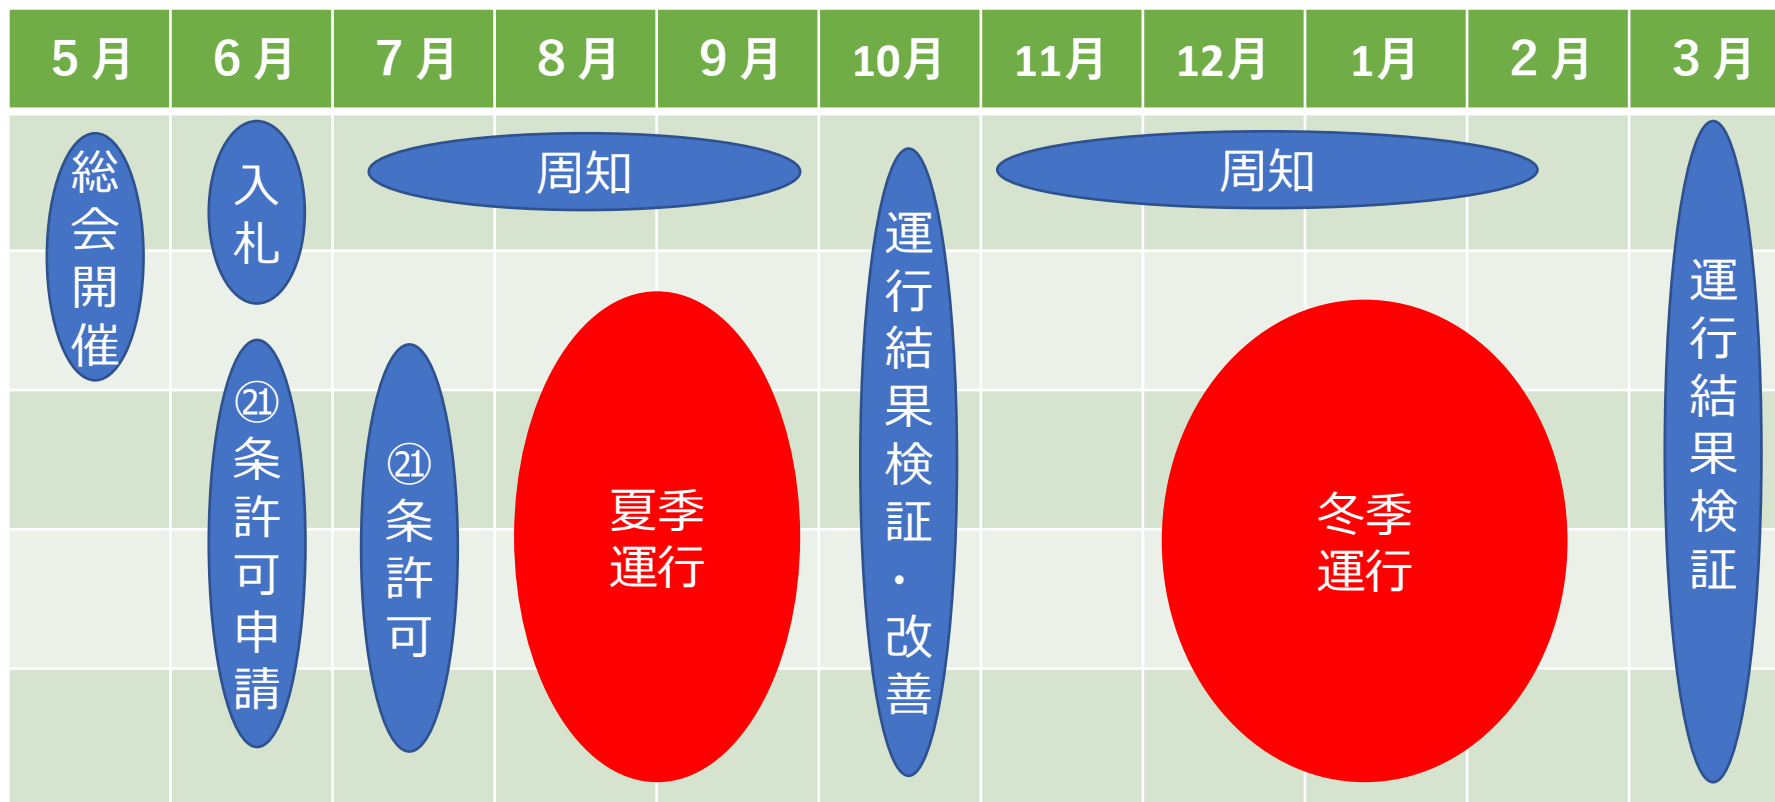 ５月
６月
７月
８月
９月
10月
11月
12月
1月
２月
３月
総会開催
入札
㉑条許可申請
㉑条許可
周知
夏季
運行
運行結果検証・改善
周知
冬季
運行
運行結果検証